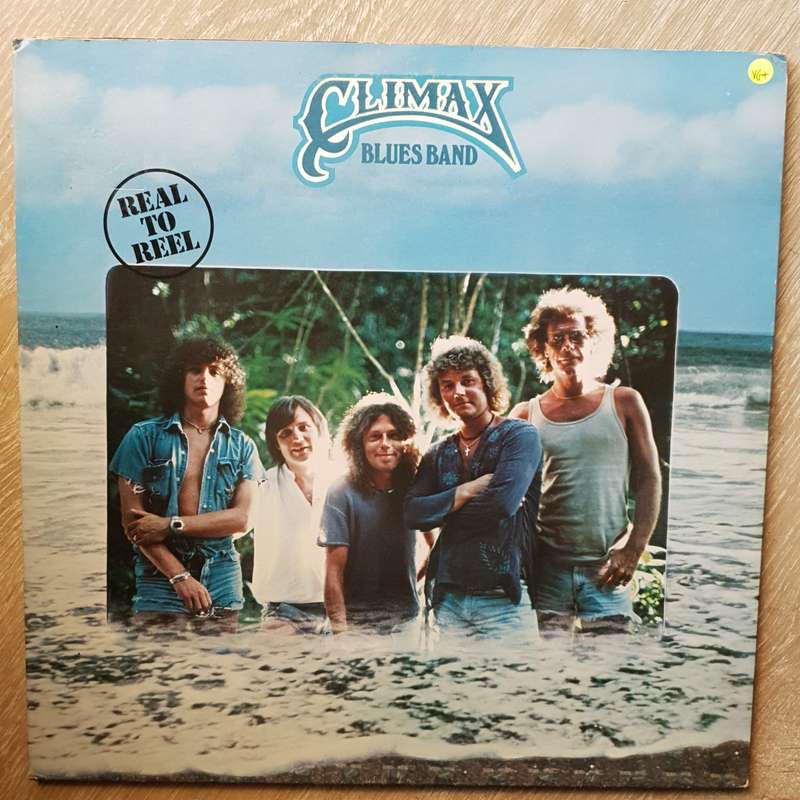 VG+
CLIMAX
BLUES BAND
REAL
TO
REEL